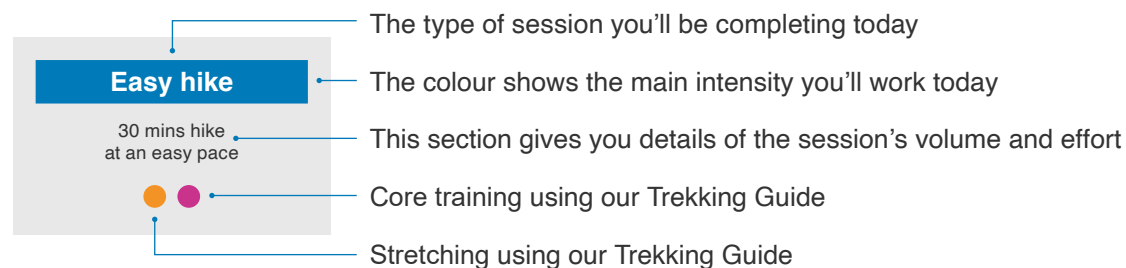 The type of session you’ll be completing today
Easy hike
The colour shows the main intensity you’ll work today
30 mins hike
at an easy pace
This section gives you details of the session’s volume and effort
Core training using our Trekking Guide
Stretching using our Trekking Guide